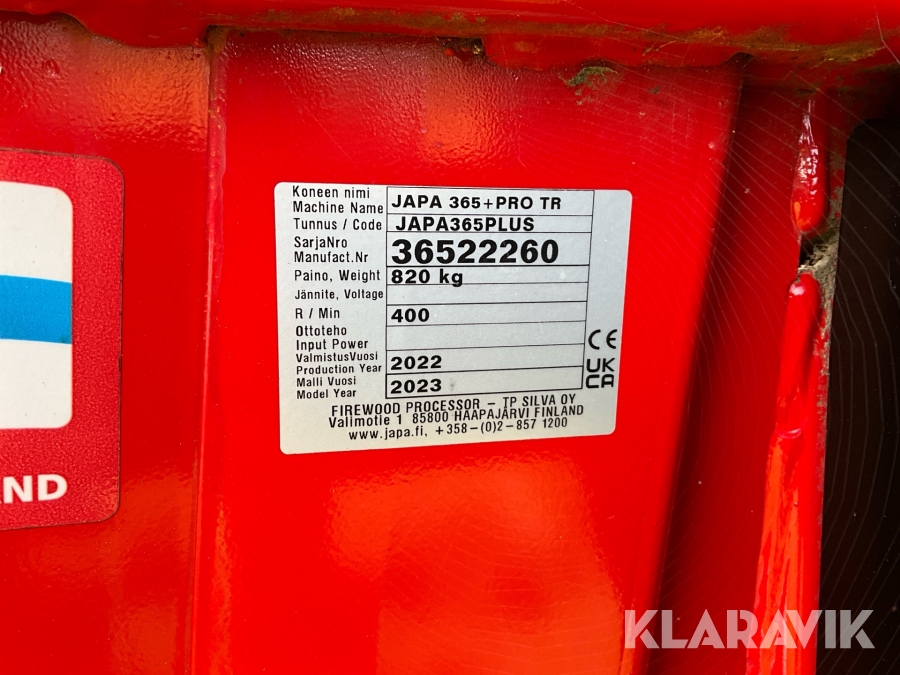 Koneen nimi
Machine Name JAPA 365+PRO TR
Tunnus / Code JAPA365PLUS
SarjaNro
Manufact.Nr 36522260
Paino, Weight 820 kg
Jännite, Voltage
R / Min 400
Ottoteho
Input Power
ValmistusVuosi
Production Year 2022
Malli Vuosi
Model Year 2023
CE
UK
CA
FIREWOOD PROCESSOR – TP SILVA OY
Valimotie 1 85800 HAAPAJÄRVI FINLAND
www.japa.fi, +358–(0)2–857 1200
AND
KLARAVIK